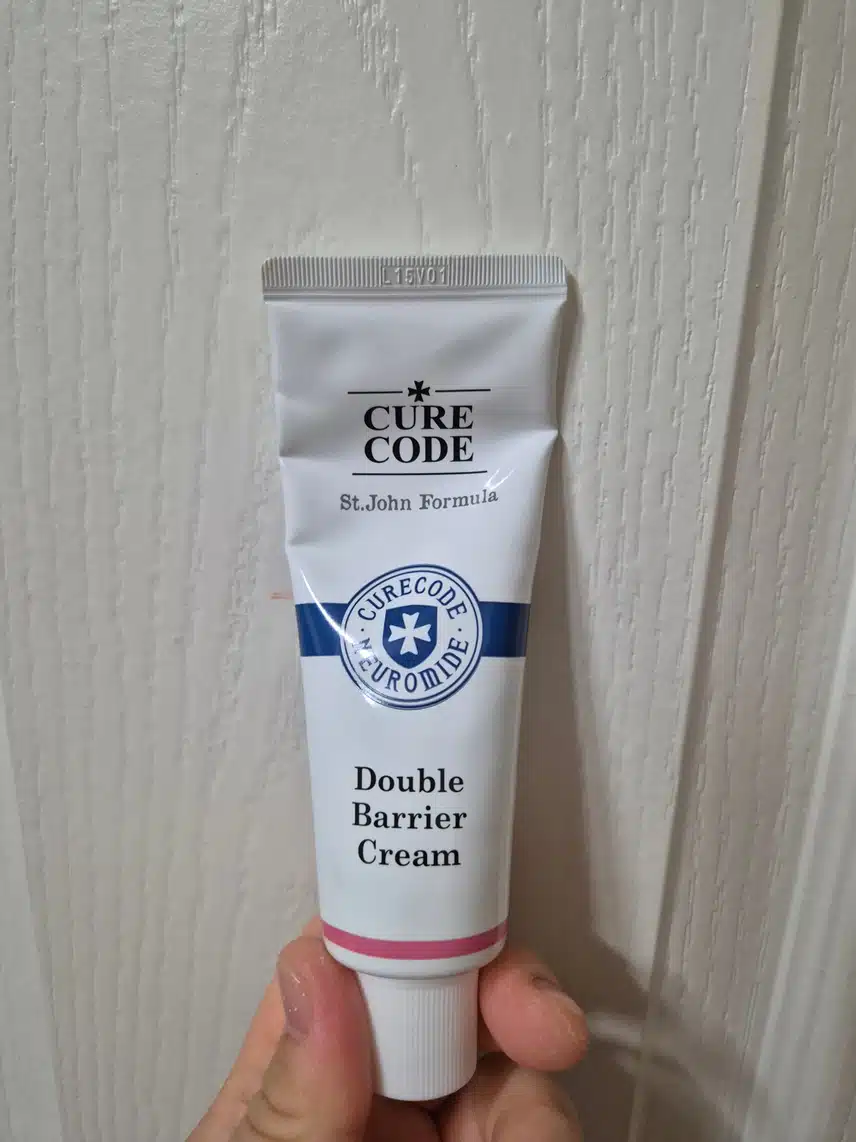 L15V01
CURE
CODE
St.John Formula
CURECODE
NEUROMIDE
Double
Barrier
Cream